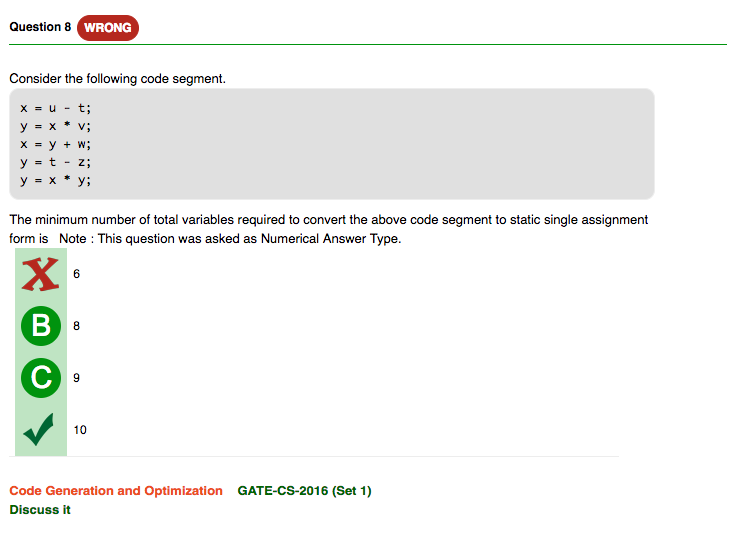 Question 8 WRONG
Consider the following code segment.
x = u - t;
y = x * v;
x = y + w;
y = t - z;
y = x * y;
The minimum number of total variables required to convert the above code segment to static single assignment
form is   Note : This question was asked as Numerical Answer Type.
X 6
B 8
C 9
10
Code Generation and Optimization GATE-CS-2016 (Set 1)
Discuss it